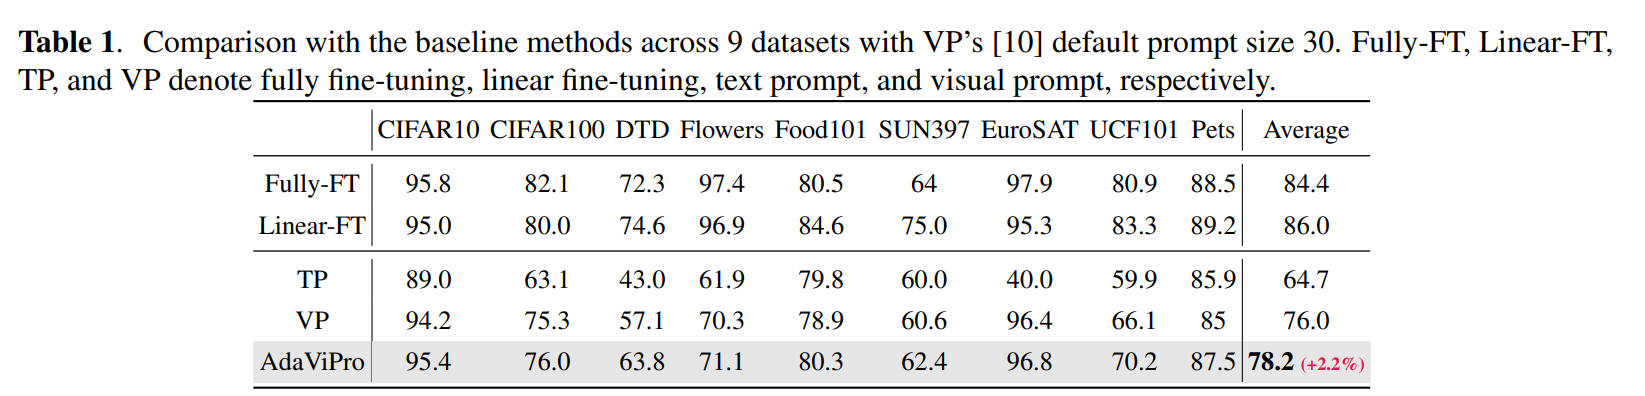 Table 1. Comparison with the baseline methods across 9 datasets with VP's [10] default prompt size 30. Fully-FT, Linear-FT,
TP, and VP denote fully fine-tuning, linear fine-tuning, text prompt, and visual prompt, respectively.
CIFAR10 CIFAR100 DTD Flowers Food101 SUN397 EuroSAT UCF101 Pets Average
Fully-FT 95.8 82.1 72.3 97.4 80.5 64 97.9 80.9 88.5 84.4
Linear-FT 95.0 80.0 74.6 96.9 84.6 75.0 95.3 83.3 89.2 86.0
TP 89.0 63.1 43.0 61.9 79.8 60.0 40.0 59.9 85.9 64.7
VP 94.2 75.3 57.1 70.3 78.9 60.6 96.4 66.1 85 76.0
AdaViPro 95.4 76.0 63.8 71.1 80.3 62.4 96.8 70.2 87.5 78.2 (+2.2%)